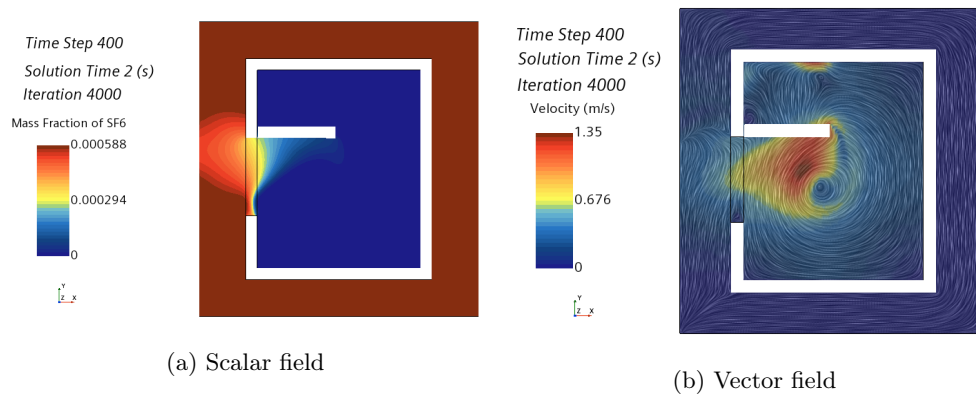 Time Step 400
Solution Time 2 (s)
Iteration 4000
Mass Fraction of SF6
0.000588
0.000294
0
Y
Z X
(a) Scalar field
Time Step 400
Solution Time 2 (s)
Iteration 4000
Velocity (m/s)
1.35
0.676
0
Y
Z X
(b) Vector field